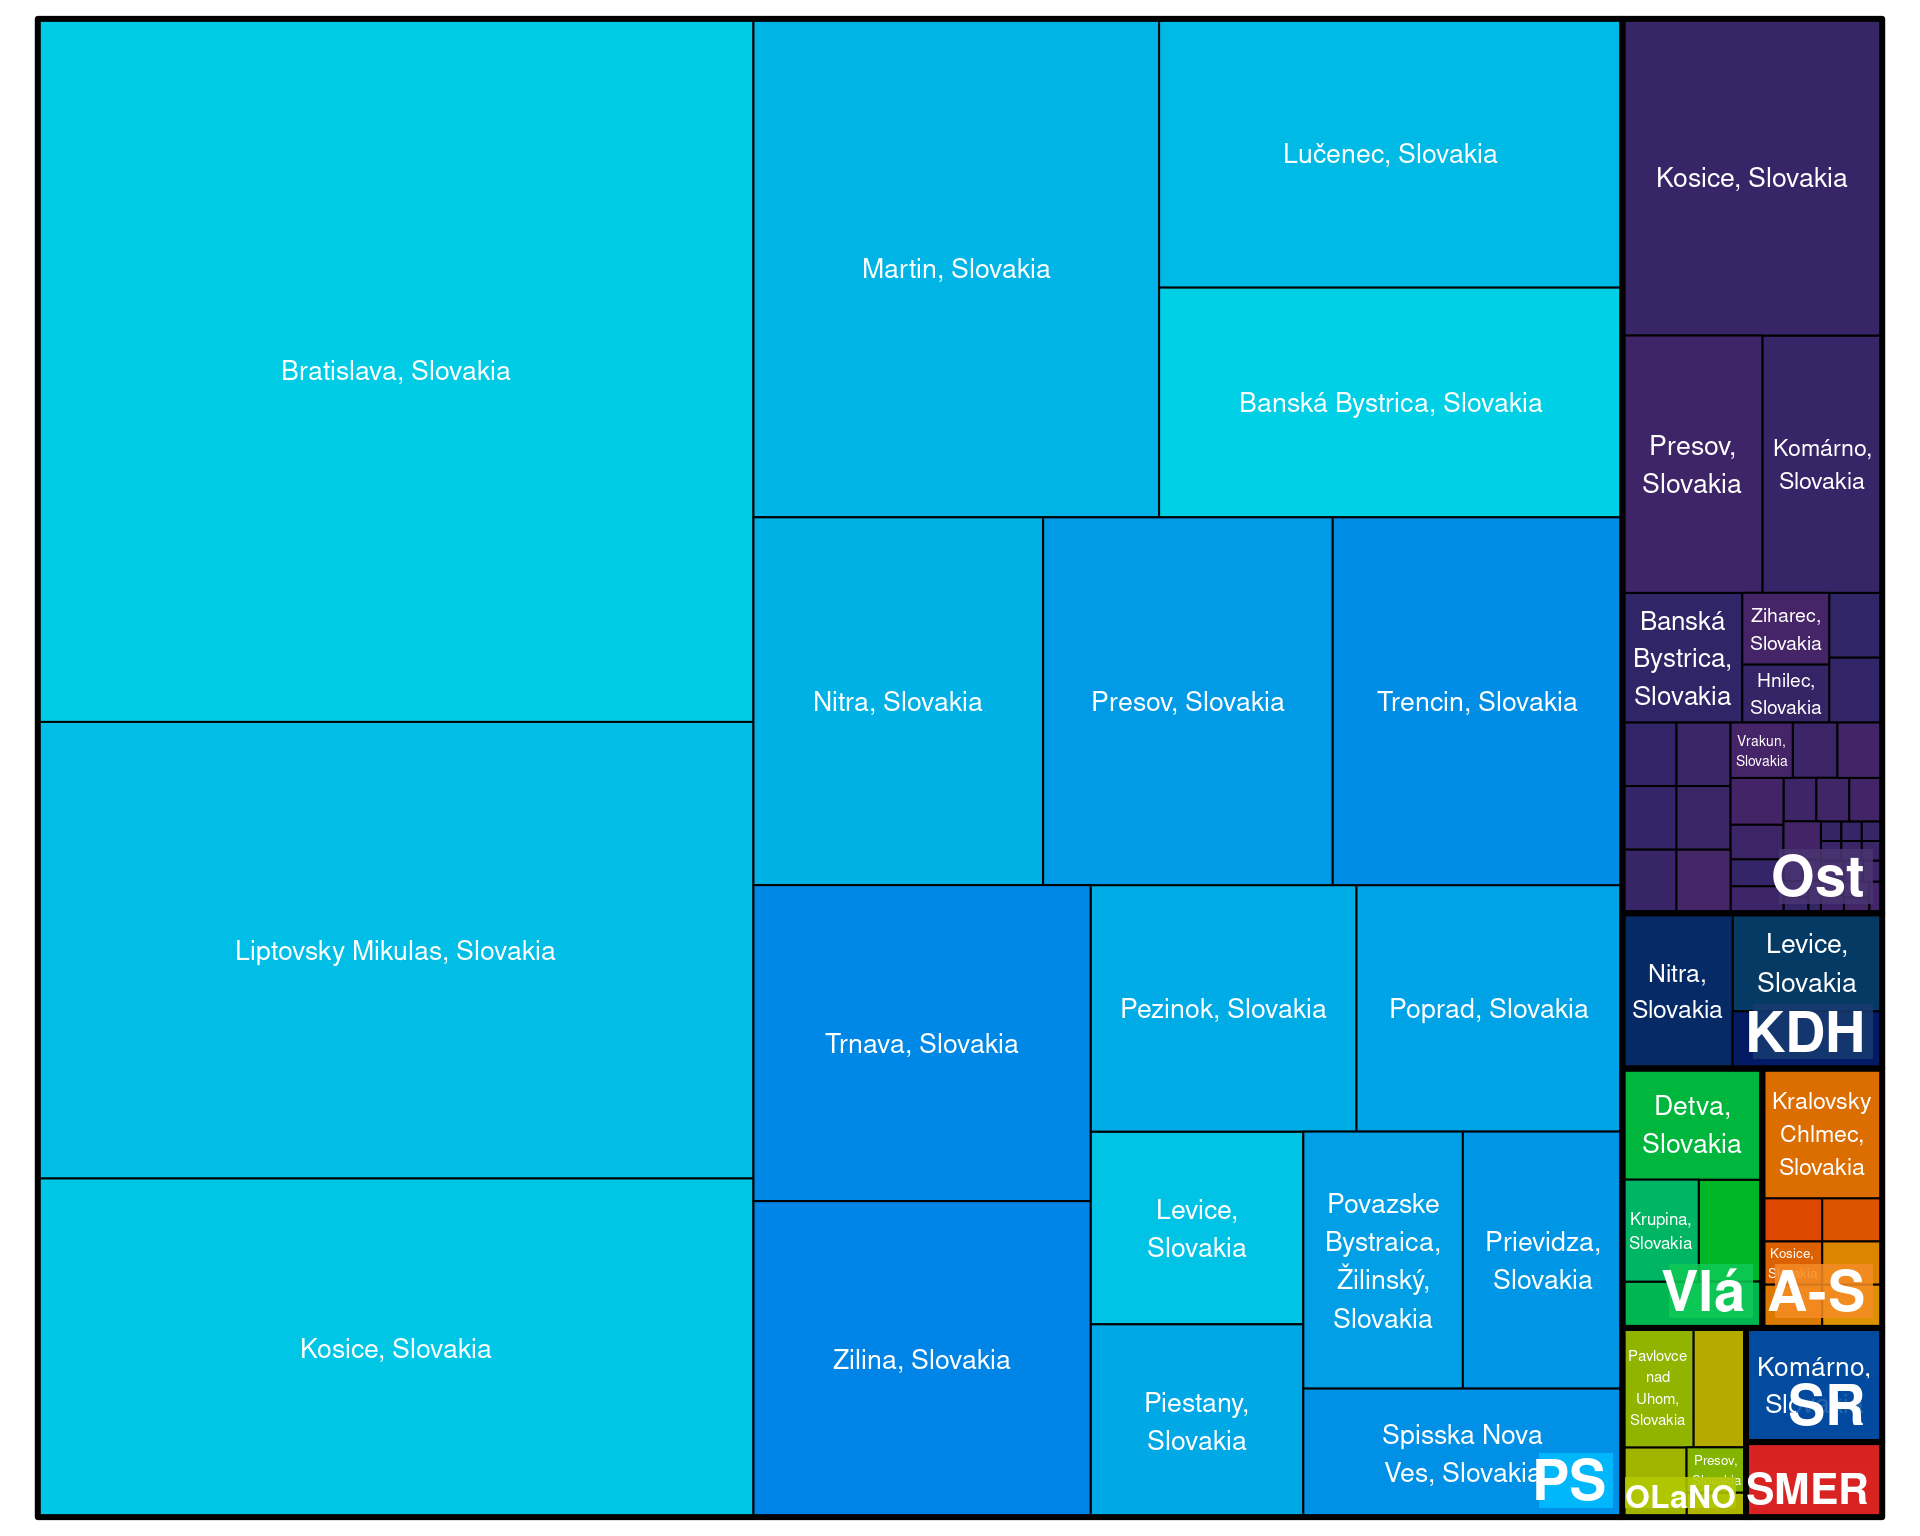 Bratislava, Slovakia
Liptovsky Mikulas, Slovakia
Kosice, Slovakia
Martin, Slovakia
Lučenec, Slovakia
Banská Bystrica, Slovakia
Nitra, Slovakia
Presov, Slovakia
Trencin, Slovakia
Trnava, Slovakia
Zilina, Slovakia
Pezinok, Slovakia
Poprad, Slovakia
Levice,
Slovakia
Piestany,
Slovakia
Povazske
Bystraica,
Žilinský,
Slovakia
Prievidza,
Slovakia
Spisska Nova
Ves, Slovakia
PS
Kosice, Slovakia
Presov,
Slovakia
Komárno,
Slovakia
Banská
Bystrica,
Slovakia
Ziharec,
Slovakia
Hnilec,
Slovakia
Vrakun,
Slovakia
Ost
Nitra,
Slovakia
Levice,
Slovakia
KDH
Detva,
Slovakia
Krupina,
Slovakia
Vlá
Kralovsky
Chlmec,
Slovakia
Kosice,
A-S
Pavlovce
nad
Uhom,
Slovakia
Presov,
OLaNO
Komárno,
SR
SMER